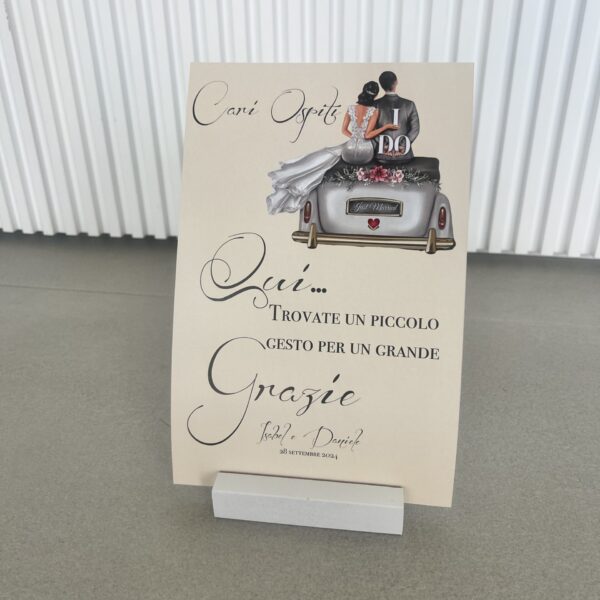 Cari Ospiti
I
DO
Just Married
Qui...
TROVATE UN PICCOLO
GESTO PER UN GRANDE
Grazie
Isabel e Daniele
28 SETTEMBRE 2024